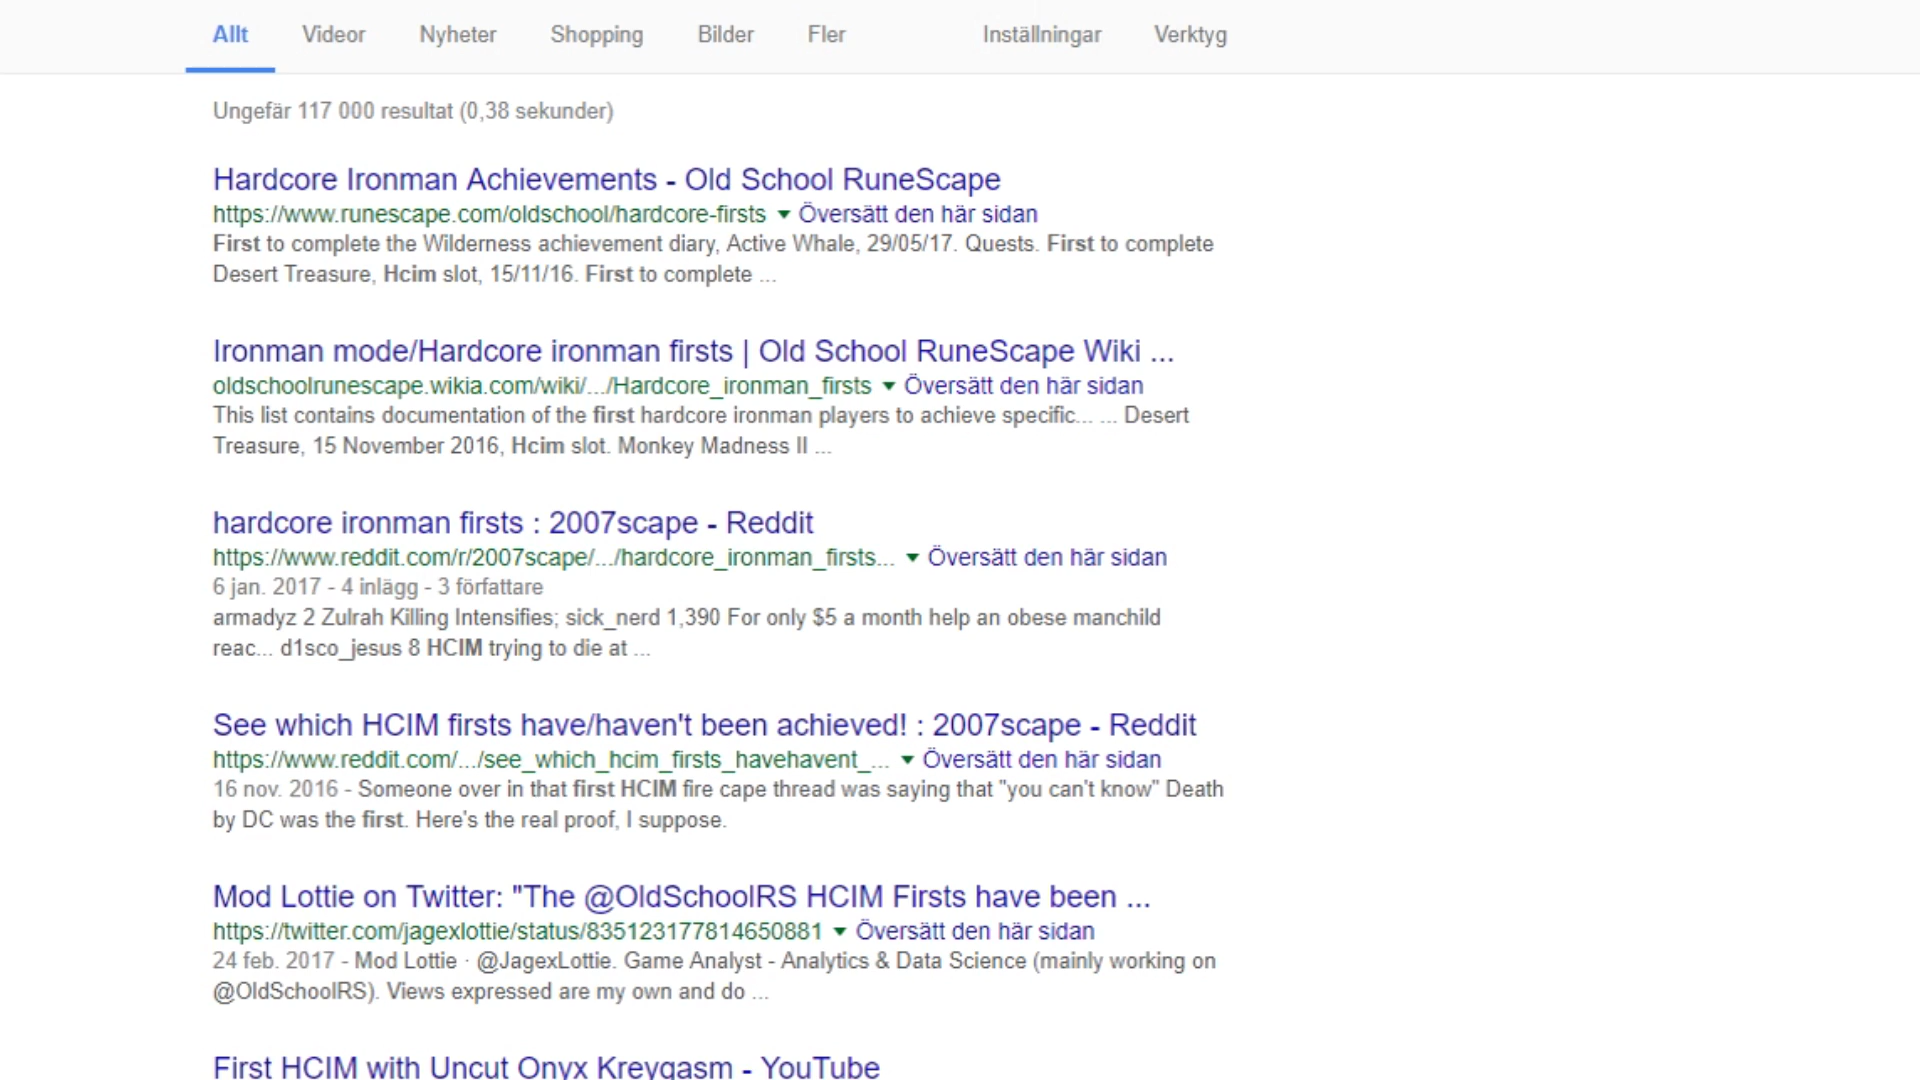 Allt Videor Nyheter Shopping Bilder Fler Inställningar Verktyg
Ungefär 117 000 resultat (0,38 sekunder)
Hardcore Ironman Achievements - Old School RuneScape
https://www.runescape.com/oldschool/hardcore-firsts ▼ Översätt den här sidan
First to complete the Wilderness achievement diary, Active Whale, 29/05/17. Quests. First to complete
Desert Treasure, Hcim slot, 15/11/16. First to complete ...
Ironman mode/Hardcore ironman firsts | Old School RuneScape Wiki ...
oldschoolrunescape.wikia.com/wiki/.../Hardcore_ironman_firsts ▼ Översätt den här sidan
This list contains documentation of the first hardcore ironman players to achieve specific... ... Desert
Treasure, 15 November 2016, Hcim slot. Monkey Madness II ...
hardcore ironman firsts : 2007scape - Reddit
https://www.reddit.com/r/2007scape/.../hardcore_ironman_firsts... ▼ Översätt den här sidan
6 jan. 2017 - 4 inlägg - 3 författare
armadyz 2 Zulrah Killing Intensifies; sick_nerd 1,390 For only $5 a month help an obese manchild
reac... d1sco_jesus 8 HCIM trying to die at ...
See which HCIM firsts have/haven't been achieved! : 2007scape - Reddit
https://www.reddit.com/.../see_which_hcim_firsts_havehavent_... ▼ Översätt den här sidan
16 nov. 2016 - Someone over in that first HCIM fire cape thread was saying that "you can't know" Death
by DC was the first. Here's the real proof, I suppose.
Mod Lottie on Twitter: "The @OldSchoolRS HCIM Firsts have been ...
https://twitter.com/jagexlottie/status/835123177814650881 ▼ Översätt den här sidan
24 feb. 2017 - Mod Lottie · @JagexLottie. Game Analyst - Analytics & Data Science (mainly working on
@OldSchoolRS). Views expressed are my own and do ...
First HCIM with Uncut Onyx Kreygasm - YouTube